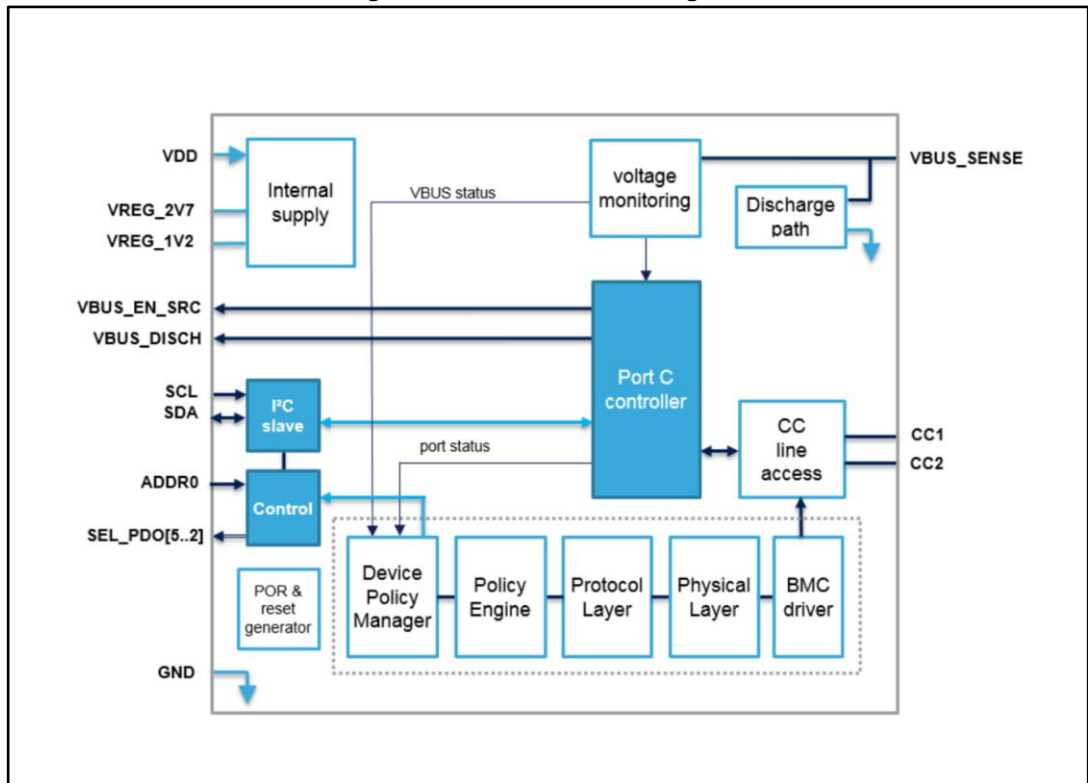 VDD
VREG_2V7
VREG_1V2
Internal
supply
VBUS status
voltage
monitoring
Discharge
path
VBUS_SENSE
VBUS_EN_SRC
VBUS_DISCH
Port C
controller
SCL
SDA
I²C
slave
port status
CC
line
access
CC1
CC2
ADDR0
Control
SEL_PDO[5..2]
POR &
reset
generator
Device
Policy
Manager
Policy
Engine
Protocol
Layer
Physical
Layer
BMC
driver
GND